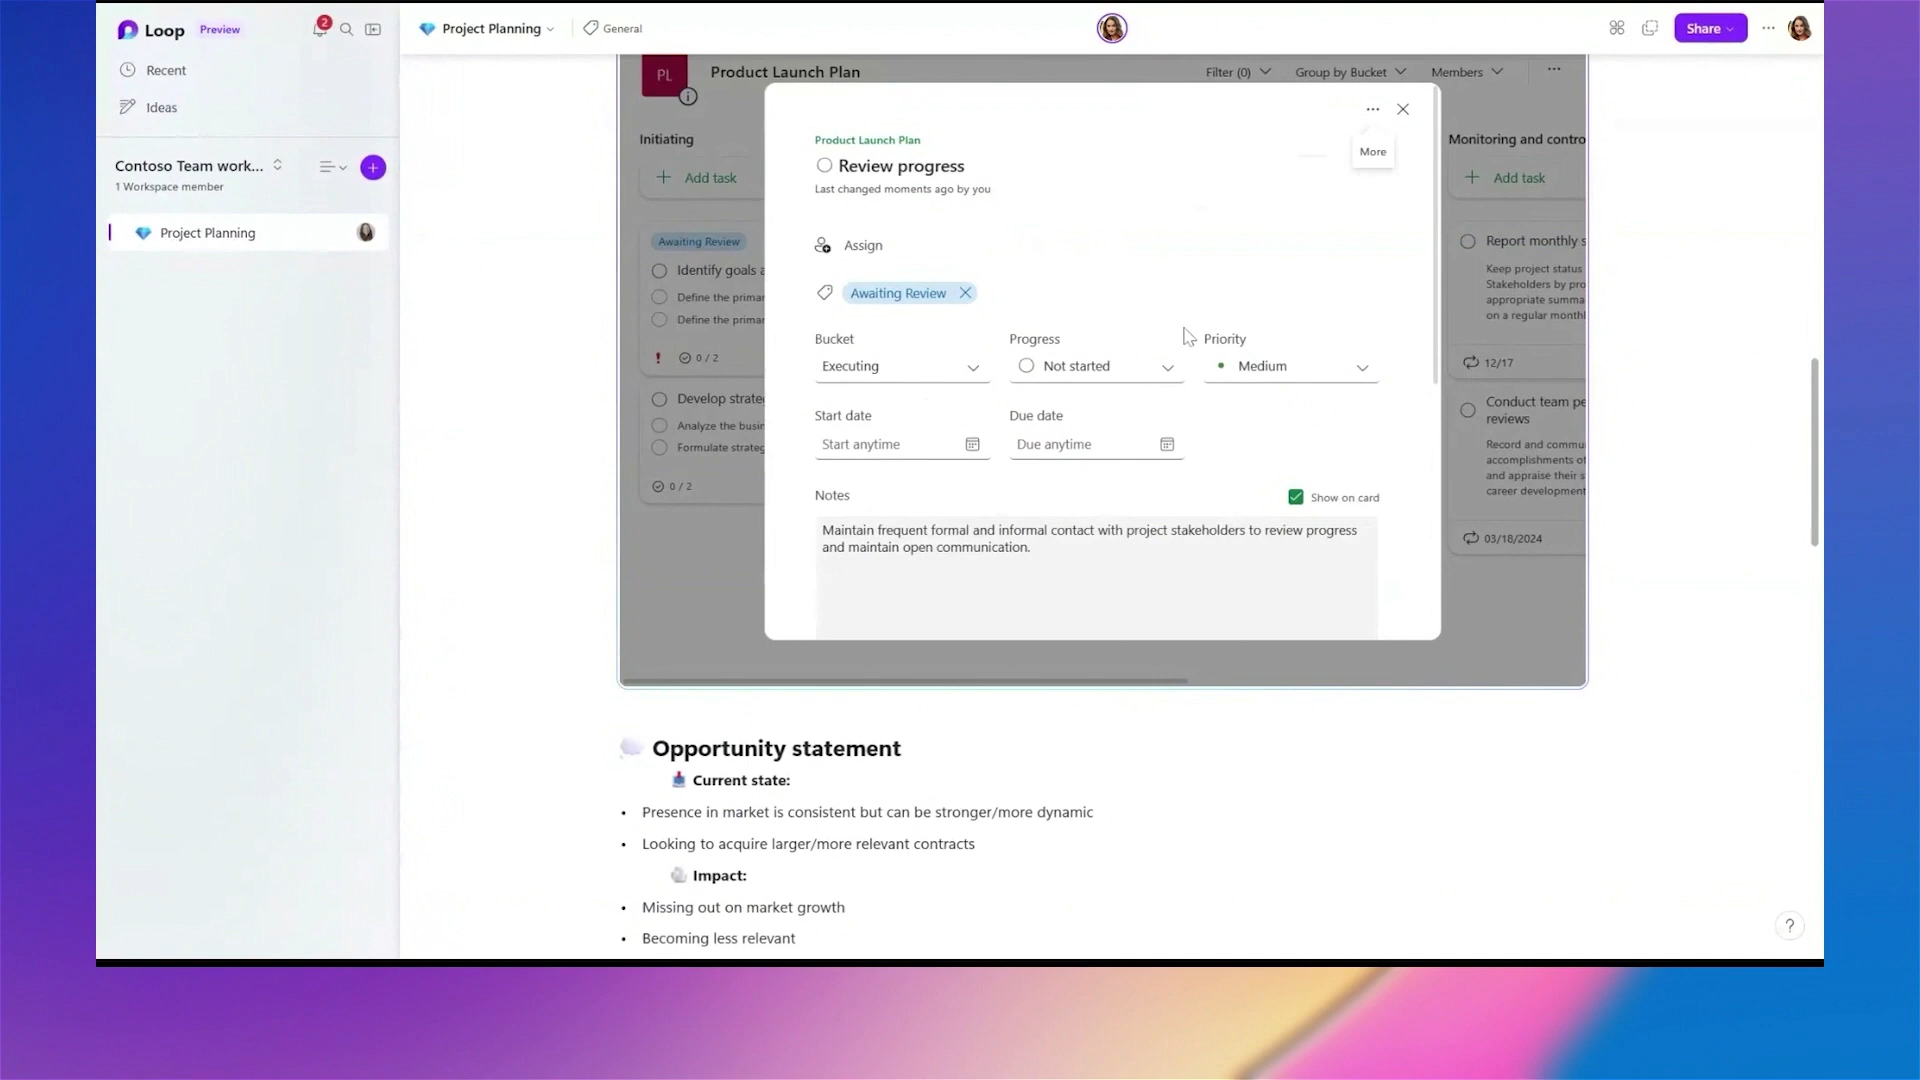 Loop Preview
2
Recent
Ideas
Contoso Team work...
1 Workspace member
Project Planning
Project Planning
General
Share
PL
Product Launch Plan
Filter (0)
Group by Bucket
Members
Initiating
Add task
Awaiting Review
Identify goals a
Define the primar
Define the primar
0 / 2
Develop strate
Analyze the busin
Formulate strateg
0 / 2
More
Product Launch Plan
Review progress
Last changed moments ago by you
Assign
Awaiting Review
Bucket
Progress
Priority
Executing
Not started
Medium
Start date
Due date
Start anytime
Due anytime
Notes
Show on card
Maintain frequent formal and informal contact with project stakeholders to review progress
and maintain open communication.
Monitoring and contro
Add task
Report monthly s
Keep project status
Stakeholders by pro
appropriate summa
on a regular monthl
12/17
Conduct team pe
reviews
Record and commu
accomplishments of
and appraise their s
career development
03/18/2024
Opportunity statement
Current state:
• Presence in market is consistent but can be stronger/more dynamic
• Looking to acquire larger/more relevant contracts
Impact:
• Missing out on market growth
• Becoming less relevant
?